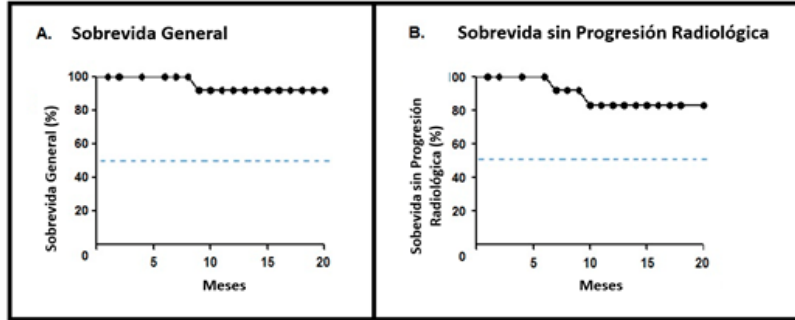 A. Sobrevida General
Sobrevida General (%)
100
80
60
40
20
0
5
10
15
20
Meses
B. Sobrevida sin Progresión Radiológica
Sobevida sin Progresión
Radiológica (%)
100
80
60
40
20
0
5
10
15
20
Meses